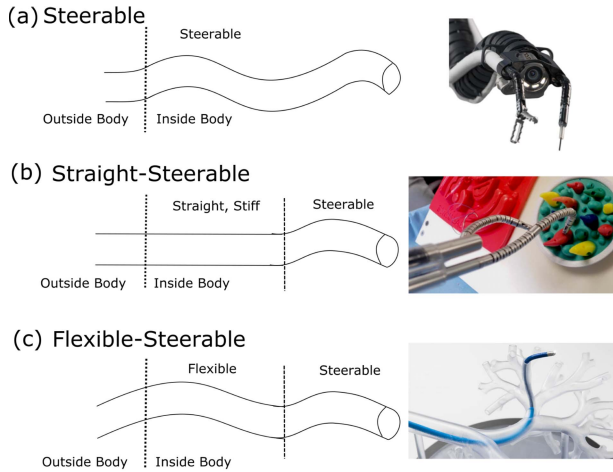 (a) Steerable
Steerable
Outside Body Inside Body
(b) Straight-Steerable
Straight, Stiff Steerable
Outside Body Inside Body
(c) Flexible-Steerable
Flexible Steerable
Outside Body Inside Body